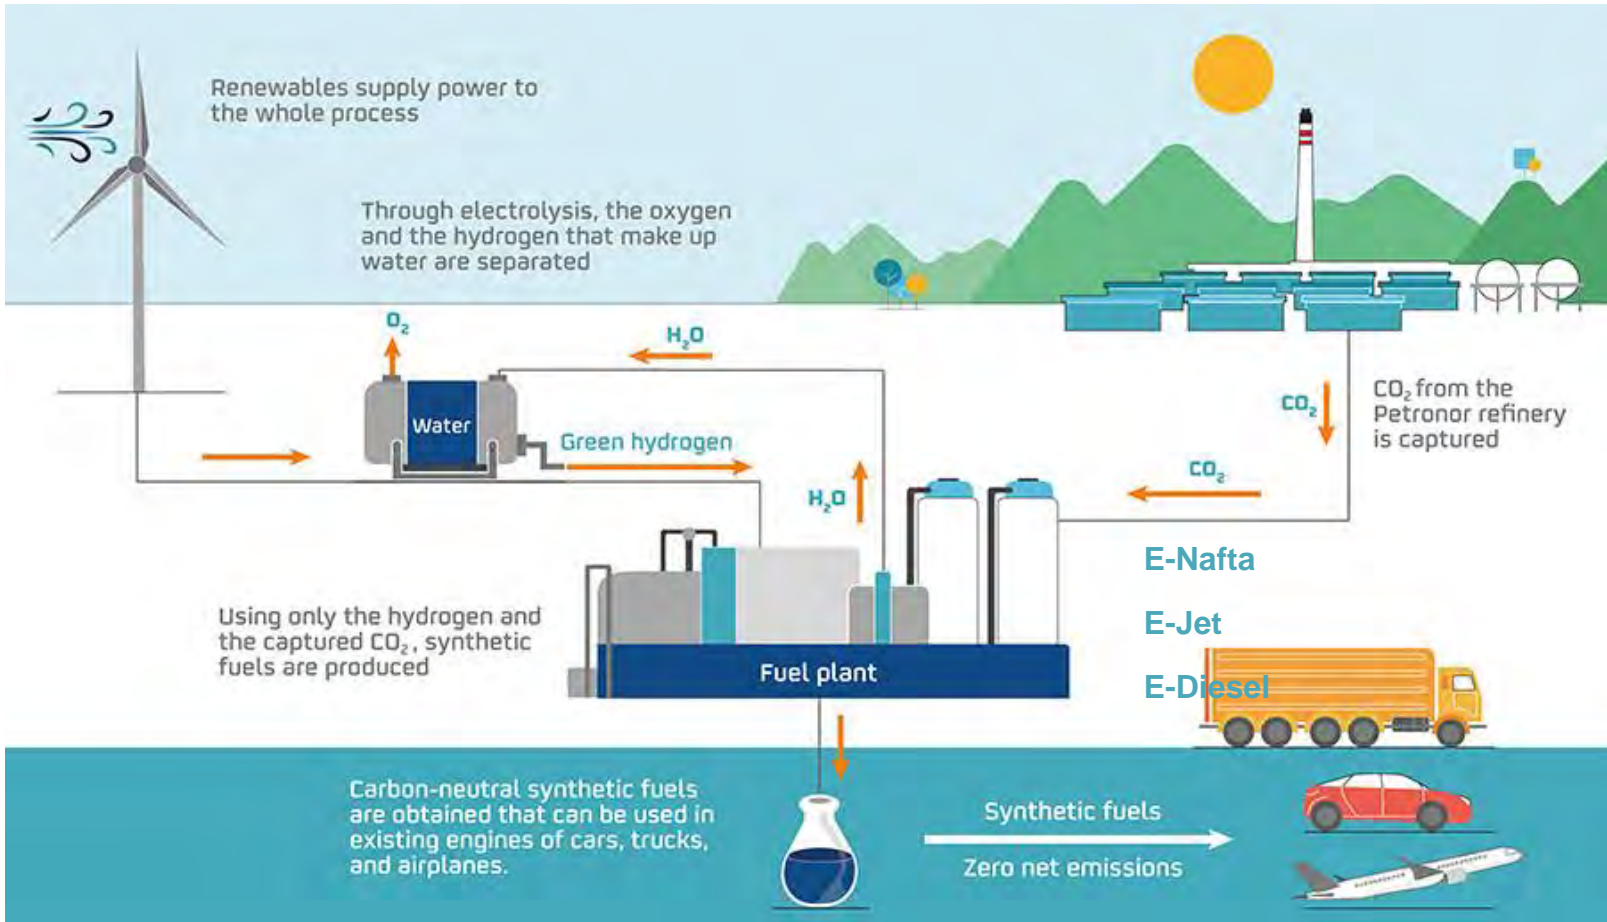 Renewables supply power to
the whole process
Through electrolysis, the oxygen
and the hydrogen that make up
water are separated
O₂
H₂O
Water
Green hydrogen
H₂O
CO₂
CO₂ from the
Petronor refinery
is captured
CO₂
E-Nafta
E-Jet
E-Diesel
Using only the hydrogen and
the captured CO₂, synthetic
fuels are produced
Fuel plant
Carbon-neutral synthetic fuels
are obtained that can be used in
existing engines of cars, trucks,
and airplanes.
Synthetic fuels
Zero net emissions